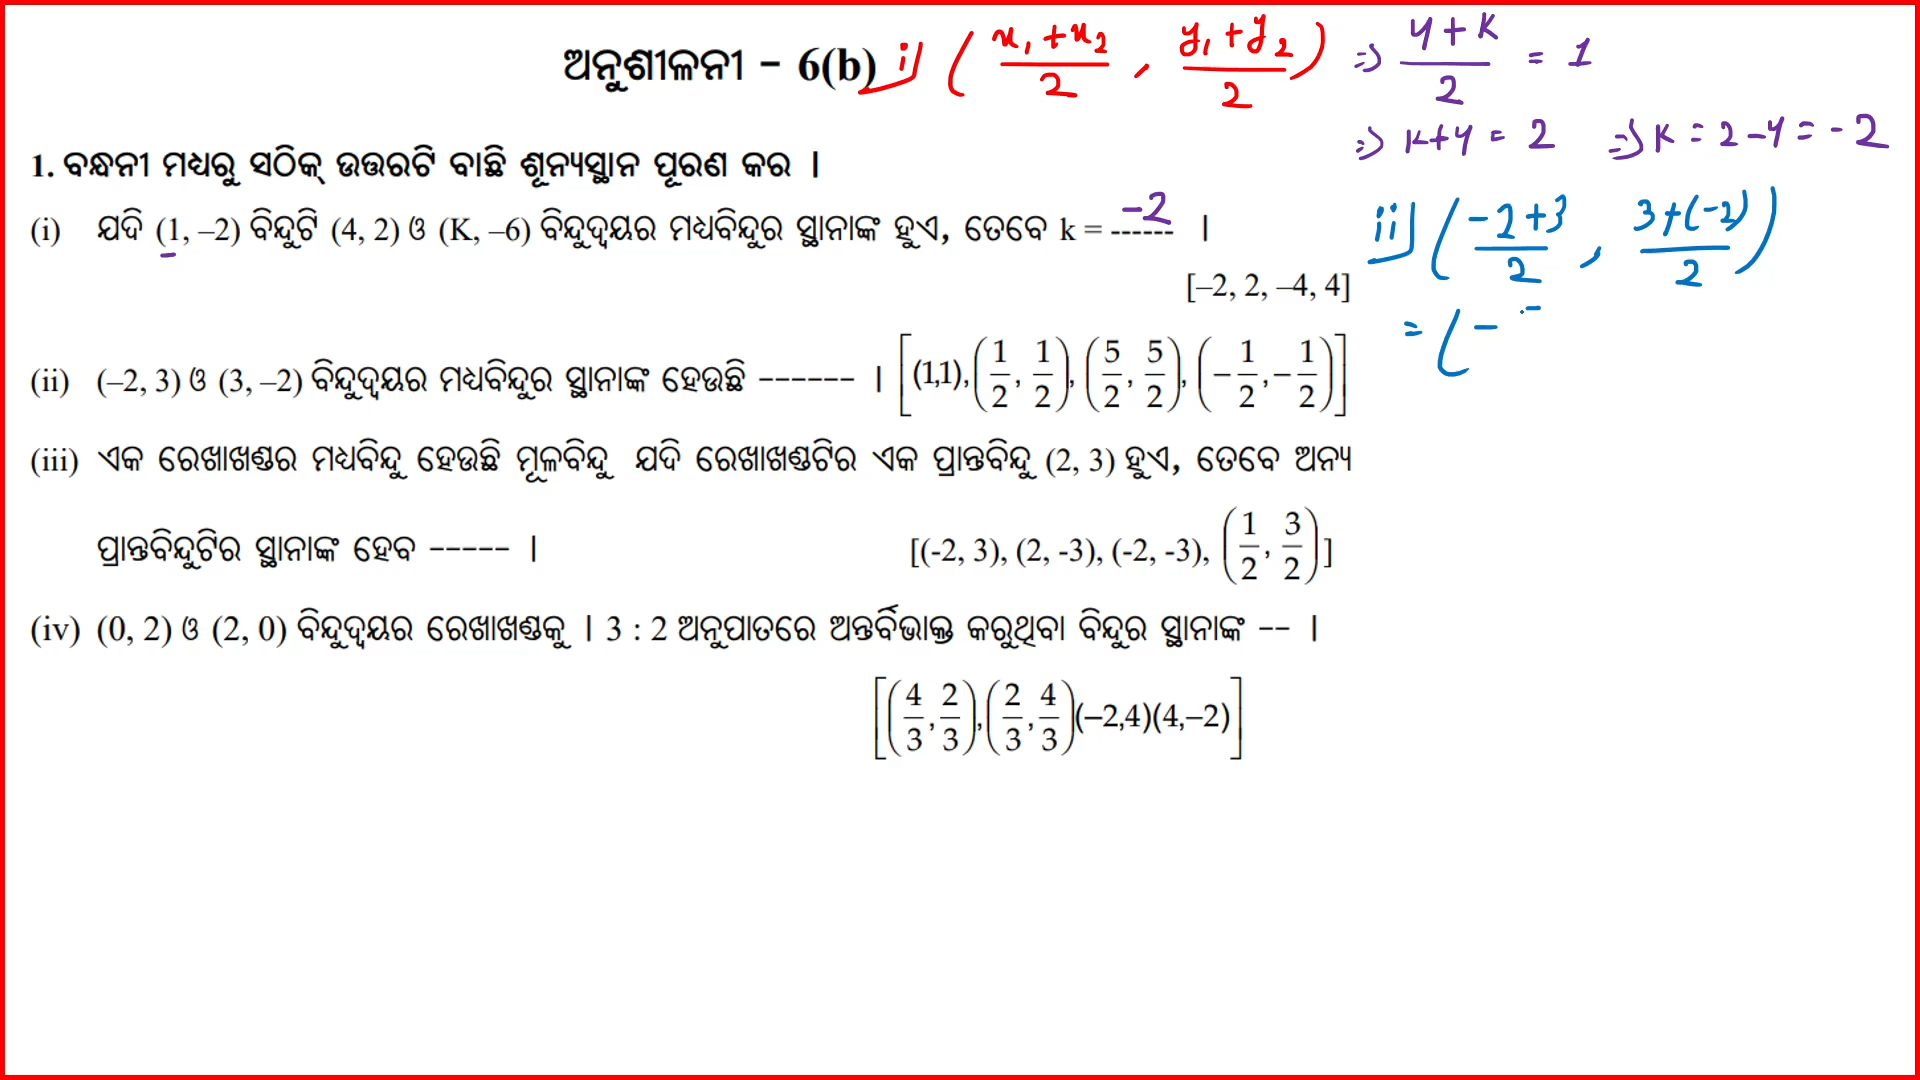 ଅନୁଶୀଳନୀ – 6(b)
i) (x₁+x₂/2 , y₁+y₂/2)
⇒ 4+K/2 = 1
⇒ K+4 = 2 ⇒ K = 2-4 = -2
1. ବନ୍ଧନୀ ମଧ୍ୟରୁ ସଠିକ୍ ଉତ୍ତରଟି ବାଛି ଶୂନ୍ୟସ୍ଥାନ ପୂରଣ କର ।
(i) ଯଦି (1, –2) ବିନ୍ଦୁଟି (4, 2) ଓ (K, –6) ବିନ୍ଦୁଦ୍ୱୟର ମଧ୍ୟବିନ୍ଦୁର ସ୍ଥାନାଙ୍କ ହୁଏ, ତେବେ k = ------ ।
-2
[–2, 2, –4, 4]
ii) (-2+3/2 , 3+(-2)/2)
= (-
(ii) (–2, 3) ଓ (3, –2) ବିନ୍ଦୁଦ୍ୱୟର ମଧ୍ୟବିନ୍ଦୁର ସ୍ଥାନାଙ୍କ ହେଉଛି ------ । [(1,1), (1/2, 1/2), (5/2, 5/2), (–1/2, –1/2)]
(iii) ଏକ ରେଖାଖଣ୍ଡର ମଧ୍ୟବିନ୍ଦୁ ହେଉଛି ମୂଳବିନ୍ଦୁ ଯଦି ରେଖାଖଣ୍ଡଟିର ଏକ ପ୍ରାନ୍ତବିନ୍ଦୁ (2, 3) ହୁଏ, ତେବେ ଅନ୍ୟ
ପ୍ରାନ୍ତବିନ୍ଦୁଟିର ସ୍ଥାନାଙ୍କ ହେବ ----- । [(-2, 3), (2, -3), (-2, -3), (1/2, 3/2)]
(iv) (0, 2) ଓ (2, 0) ବିନ୍ଦୁଦ୍ୱୟର ରେଖାଖଣ୍ଡକୁ । 3 : 2 ଅନୁପାତରେ ଅନ୍ତର୍ବିଭାକ୍ତ କରୁଥିବା ବିନ୍ଦୁର ସ୍ଥାନାଙ୍କ -- ।
[(4/3, 2/3), (2/3, 4/3)(–2,4)(4,–2)]